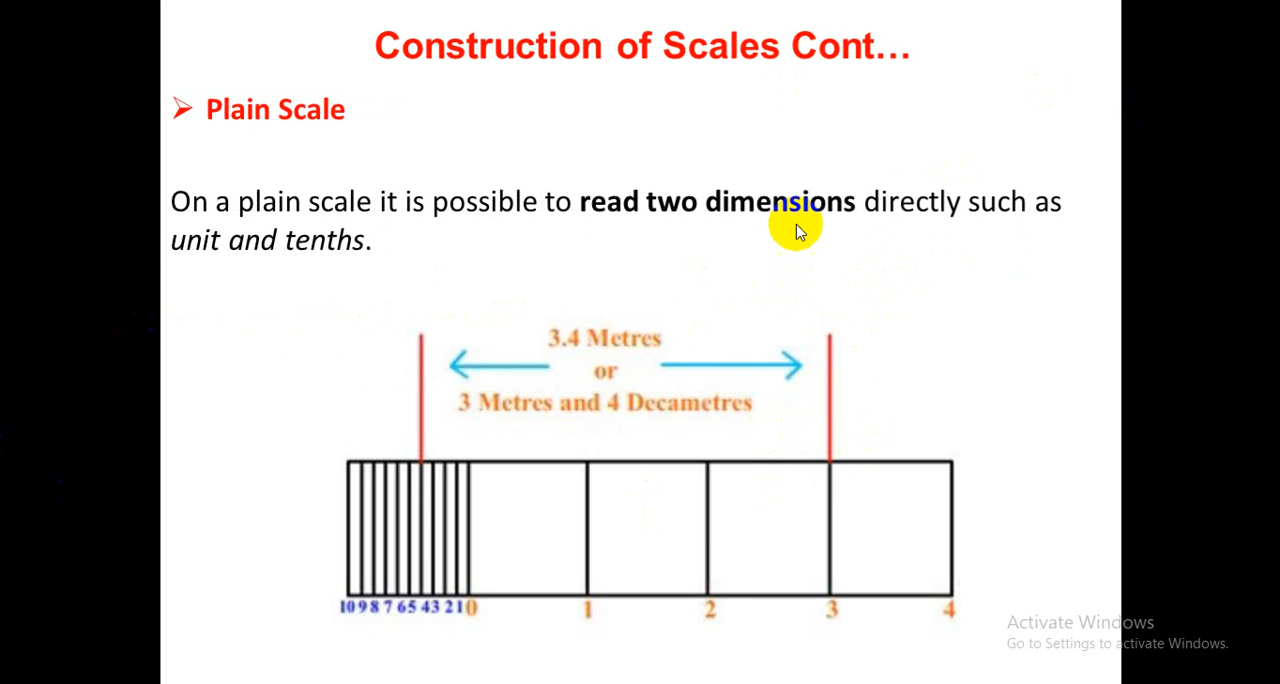 Construction of Scales Cont...
Plain Scale
On a plain scale it is possible to read two dimensions directly such as
unit and tenths.
3.4 Metres
or
3 Metres and 4 Decametres
10 9 8 7 6 5 4 3 2 1 0 1 2 3 4
Activate Windows
Go to Settings to activate Windows.